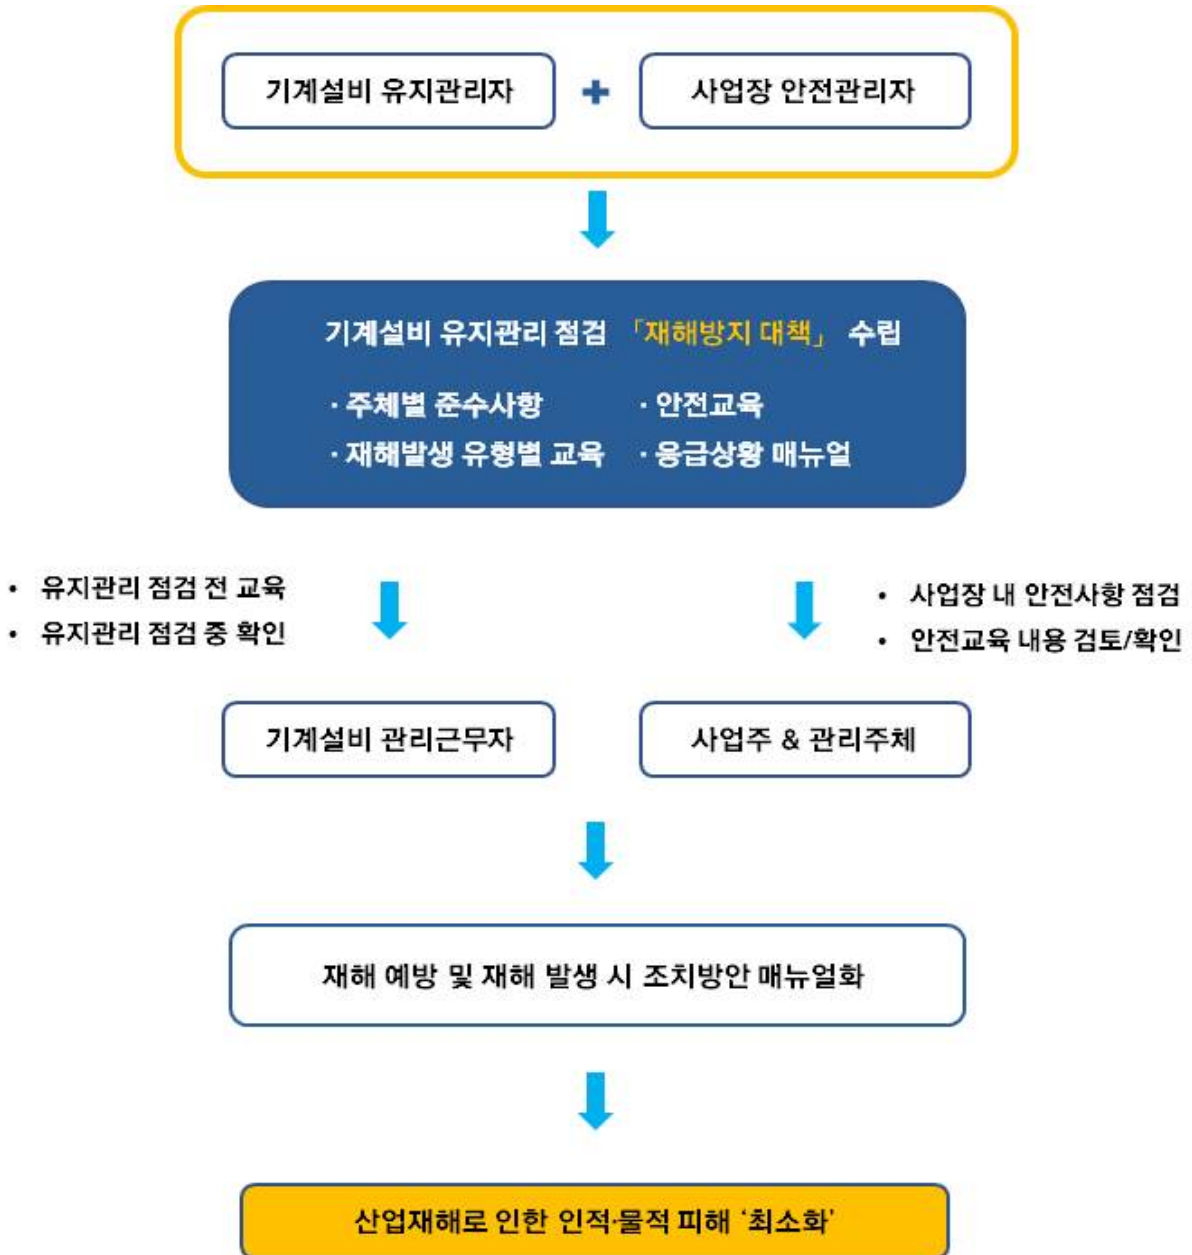 기계설비 유지관리자 + 사업장 안전관리자
기계설비 유지관리 점검 「재해방지 대책」 수립
· 주체별 준수사항 · 안전교육
· 재해발생 유형별 교육 · 응급상황 매뉴얼
• 유지관리 점검 전 교육
• 유지관리 점검 중 확인
• 사업장 내 안전사항 점검
• 안전교육 내용 검토/확인
기계설비 관리근무자
사업주 & 관리주체
재해 예방 및 재해 발생 시 조치방안 매뉴얼화
산업재해로 인한 인적·물적 피해 ‘최소화’